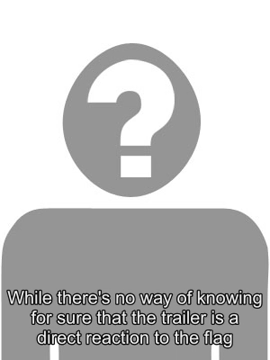 ?
While there's no way of knowing
for sure that the trailer is a
direct reaction to the flag